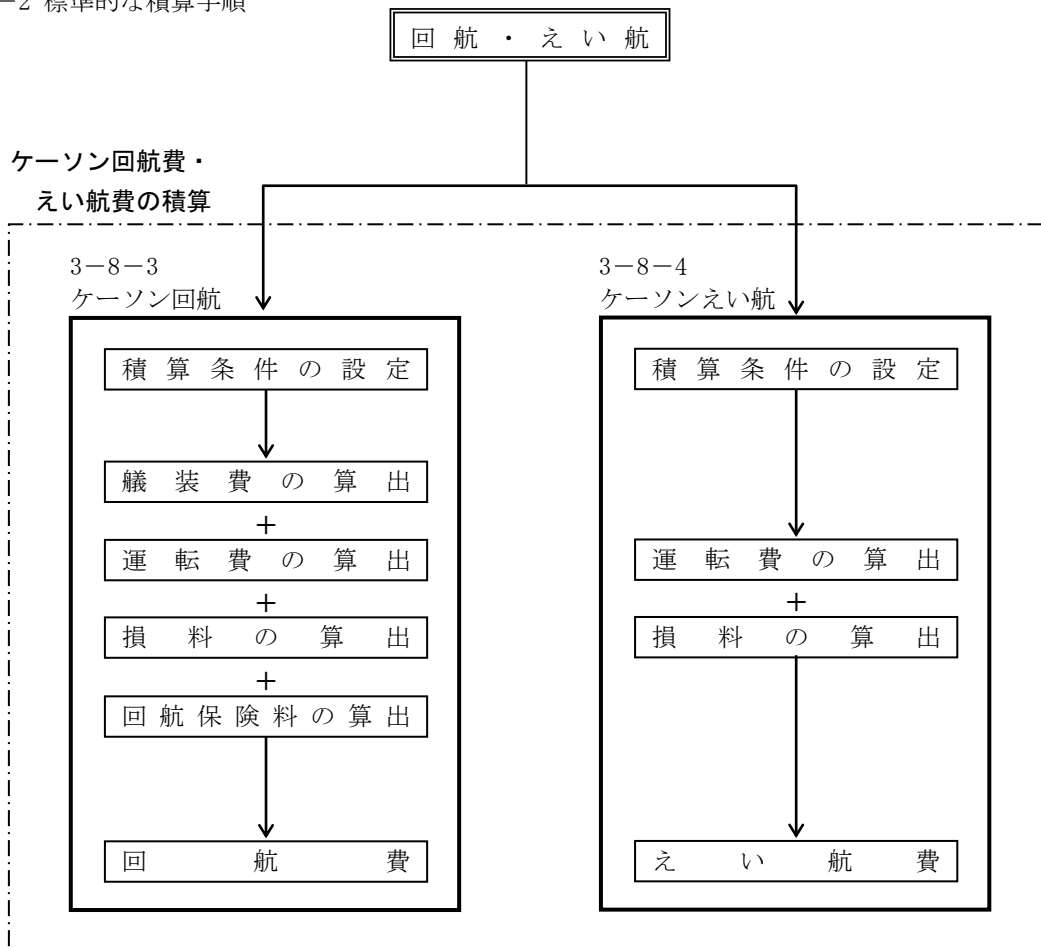 -2 標準的な積算手順
回航・えい航
ケーソン回航費・
えい航費の積算
3-8-3
ケーソン回航
積算条件の設定
艤装費の算出
+
運転費の算出
+
損料の算出
+
回航保険料の算出
回航費
3-8-4
ケーソンえい航
積算条件の設定
運転費の算出
+
損料の算出
えい航費